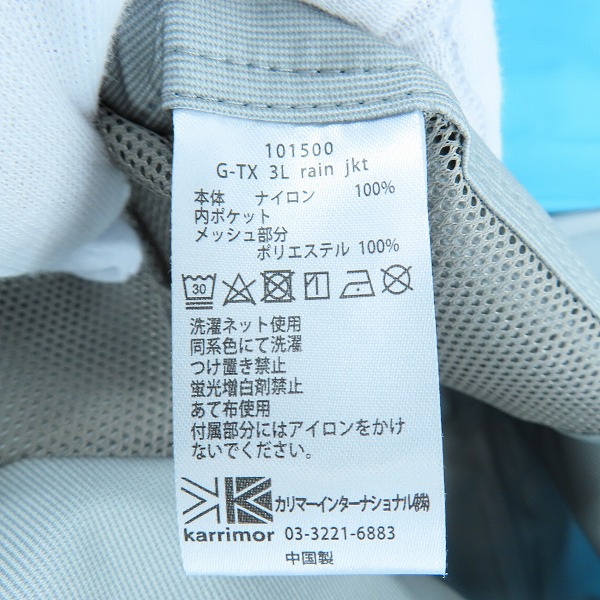 101500
G-TX 3L rain jkt
本体 ナイロン 100%
内ポケット
メッシュ部分
ポリエステル 100%
30
洗濯ネット使用
同系色にて洗濯
つけ置き禁止
蛍光増白剤禁止
あて布使用
付属部分にはアイロンをかけ
ないでください。
カリマーインターナショナル㈱
karrimor 03-3221-6883
中国製